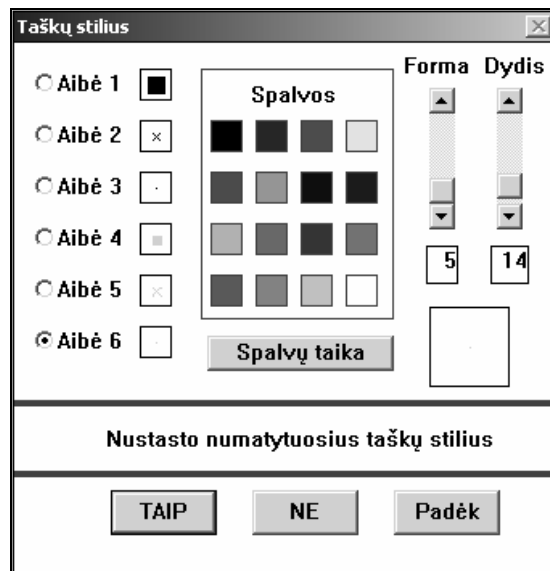 Taškų stilius
Forma Dydis
Aibė 1
Spalvos
Aibė 2
Aibė 3
Aibė 4
5 14
Aibė 5
Aibė 6
Spalvų taika
Nustasto numatytuosius taškų stilius
TAIP NE Padėk